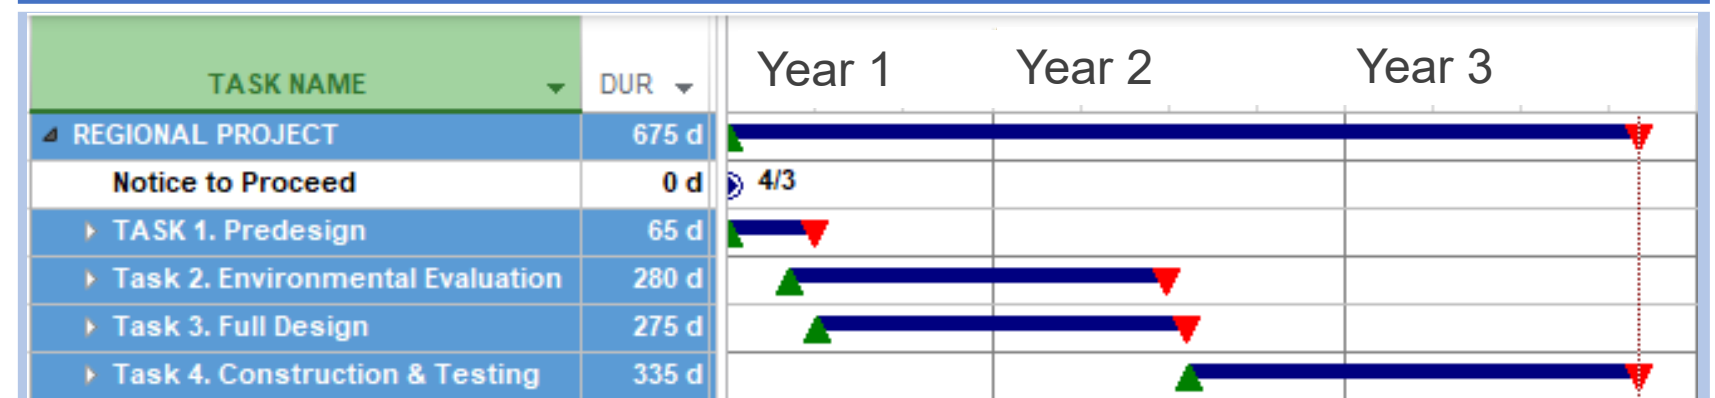 TASK NAME DUR Year 1 Year 2 Year 3
REGIONAL PROJECT 675 d
Notice to Proceed 0 d 4/3
TASK 1. Predesign 65 d
Task 2. Environmental Evaluation 280 d
Task 3. Full Design 275 d
Task 4. Construction & Testing 335 d